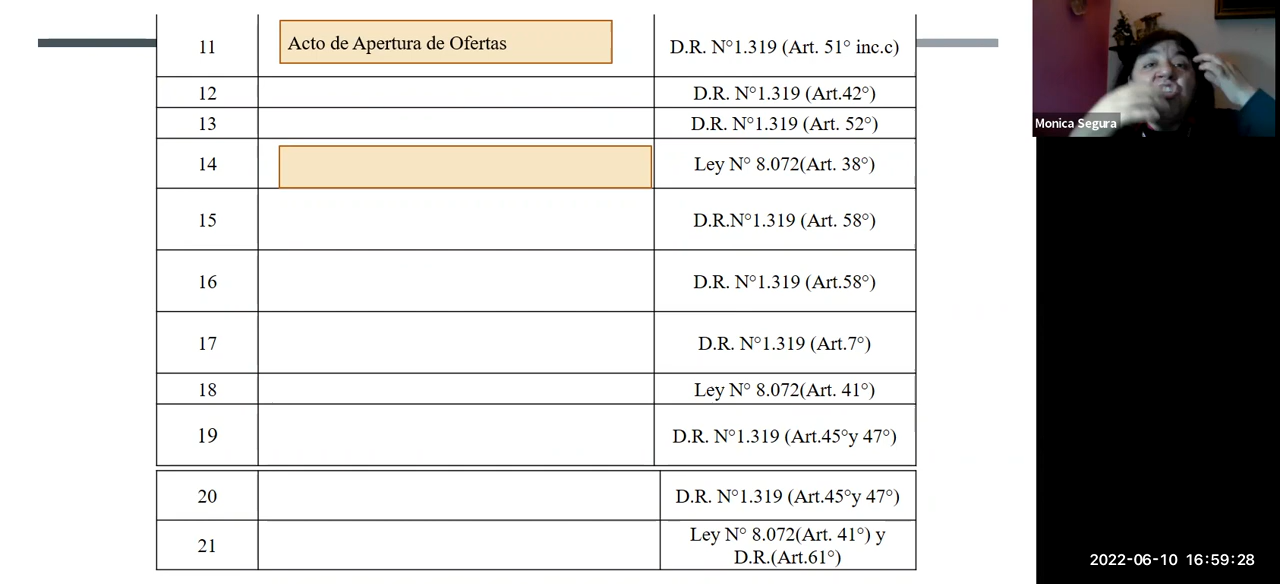 11 Acto de Apertura de Ofertas D.R. N°1.319 (Art. 51° inc.c)
12 D.R. N°1.319 (Art.42°)
13 D.R. N°1.319 (Art. 52°)
14 Ley N° 8.072(Art. 38°)
15 D.R.N°1.319 (Art. 58°)
16 D.R. N°1.319 (Art.58°)
17 D.R. N°1.319 (Art.7°)
18 Ley N° 8.072(Art. 41°)
19 D.R. N°1.319 (Art.45°y 47°)
20 D.R. N°1.319 (Art.45°y 47°)
21 Ley N° 8.072(Art. 41°) y
D.R.(Art.61°)
Monica Segura
2022-06-10 16:59:28